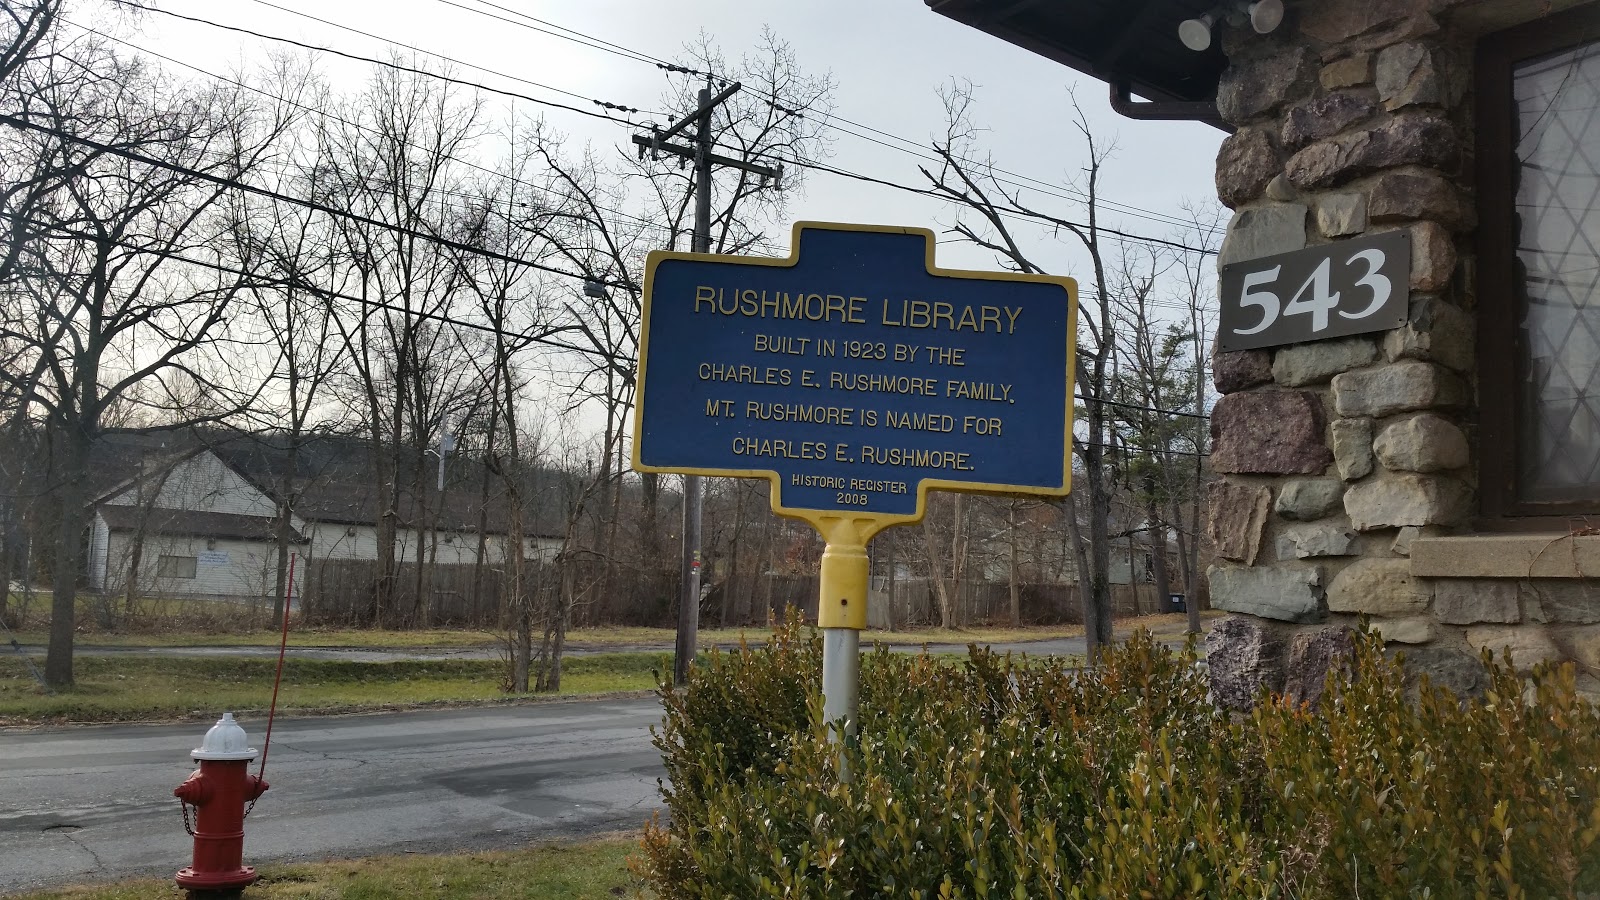 RUSHMORE LIBRARY
BUILT IN 1923 BY THE
CHARLES E. RUSHMORE FAMILY.
MT. RUSHMORE IS NAMED FOR
CHARLES E. RUSHMORE.
HISTORIC REGISTER
2008
543